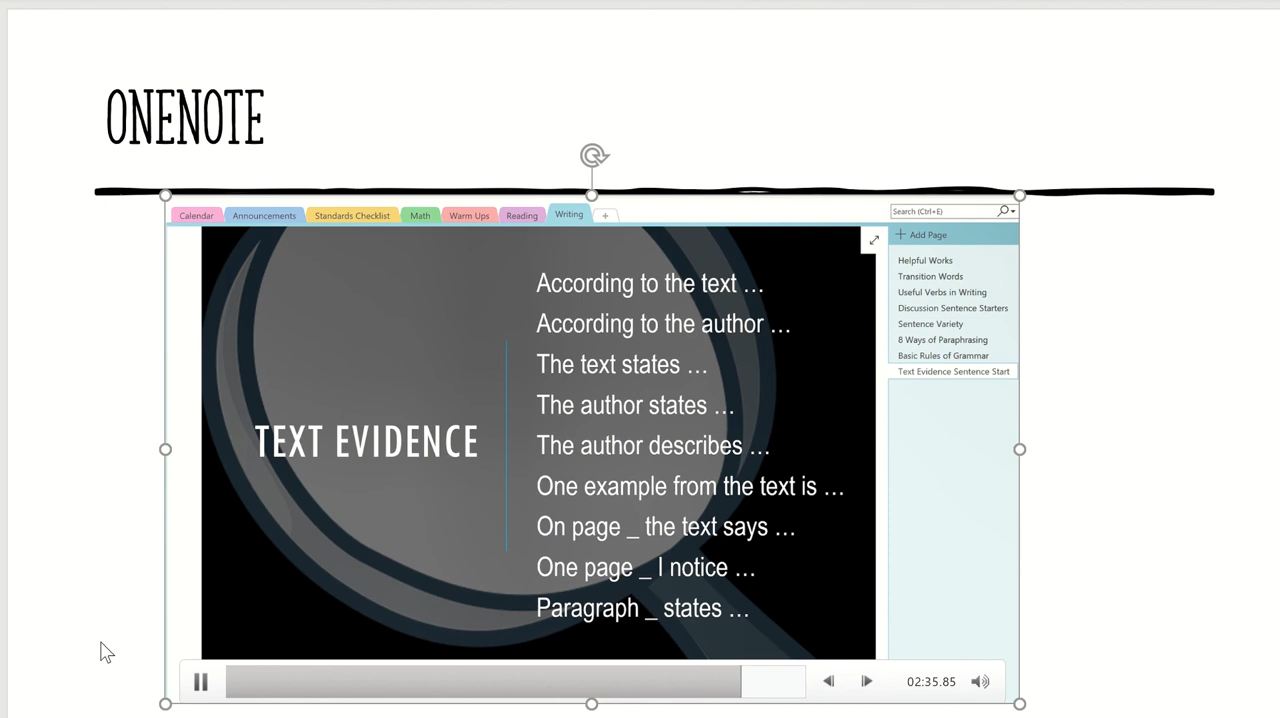 ONENOTE
Calendar Announcements Standards Checklist Math Warm Ups Reading Writing +
Search (Ctrl+E)
+ Add Page
Helpful Works
Transition Words
Useful Verbs in Writing
Discussion Sentence Starters
Sentence Variety
8 Ways of Paraphrasing
Basic Rules of Grammar
Text Evidence Sentence Start
TEXT EVIDENCE
According to the text …
According to the author …
The text states …
The author states …
The author describes …
One example from the text is …
On page _ the text says …
One page _ I notice …
Paragraph _ states …
02:35.85